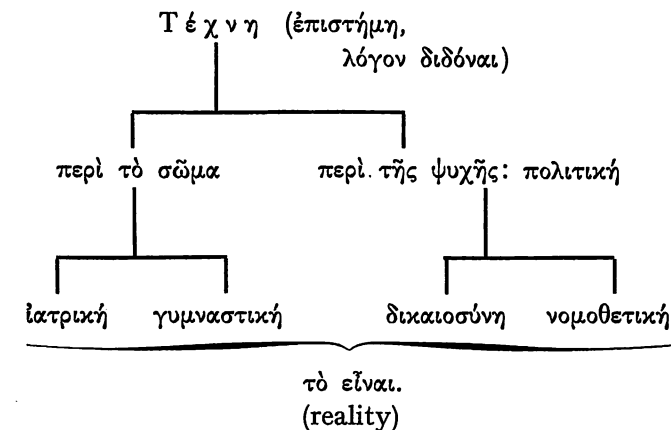 Τέχνη (ἐπιστήμη,
λόγον διδόναι)
περὶ τὸ σῶμα περὶ. τῆς ψυχῆς: πολιτική
ἰατρική γυμναστική δικαιοσύνη νομοθετική
τὸ εἶναι.
(reality)